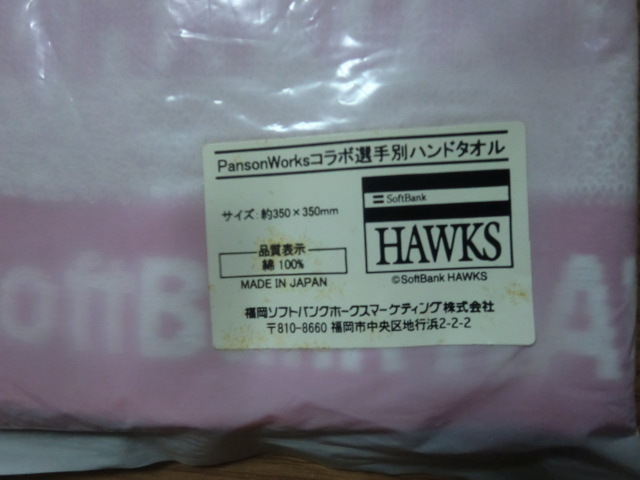 PansonWorksコラボ選手別ハンドタオル
サイズ:約350×350mm
SoftBank
HAWKS
品質表示
綿 100%
MADE IN JAPAN
©SoftBank HAWKS
福岡ソフトバンクホークスマーケティング株式会社
〒810-8660 福岡市中央区地行浜2-2-2